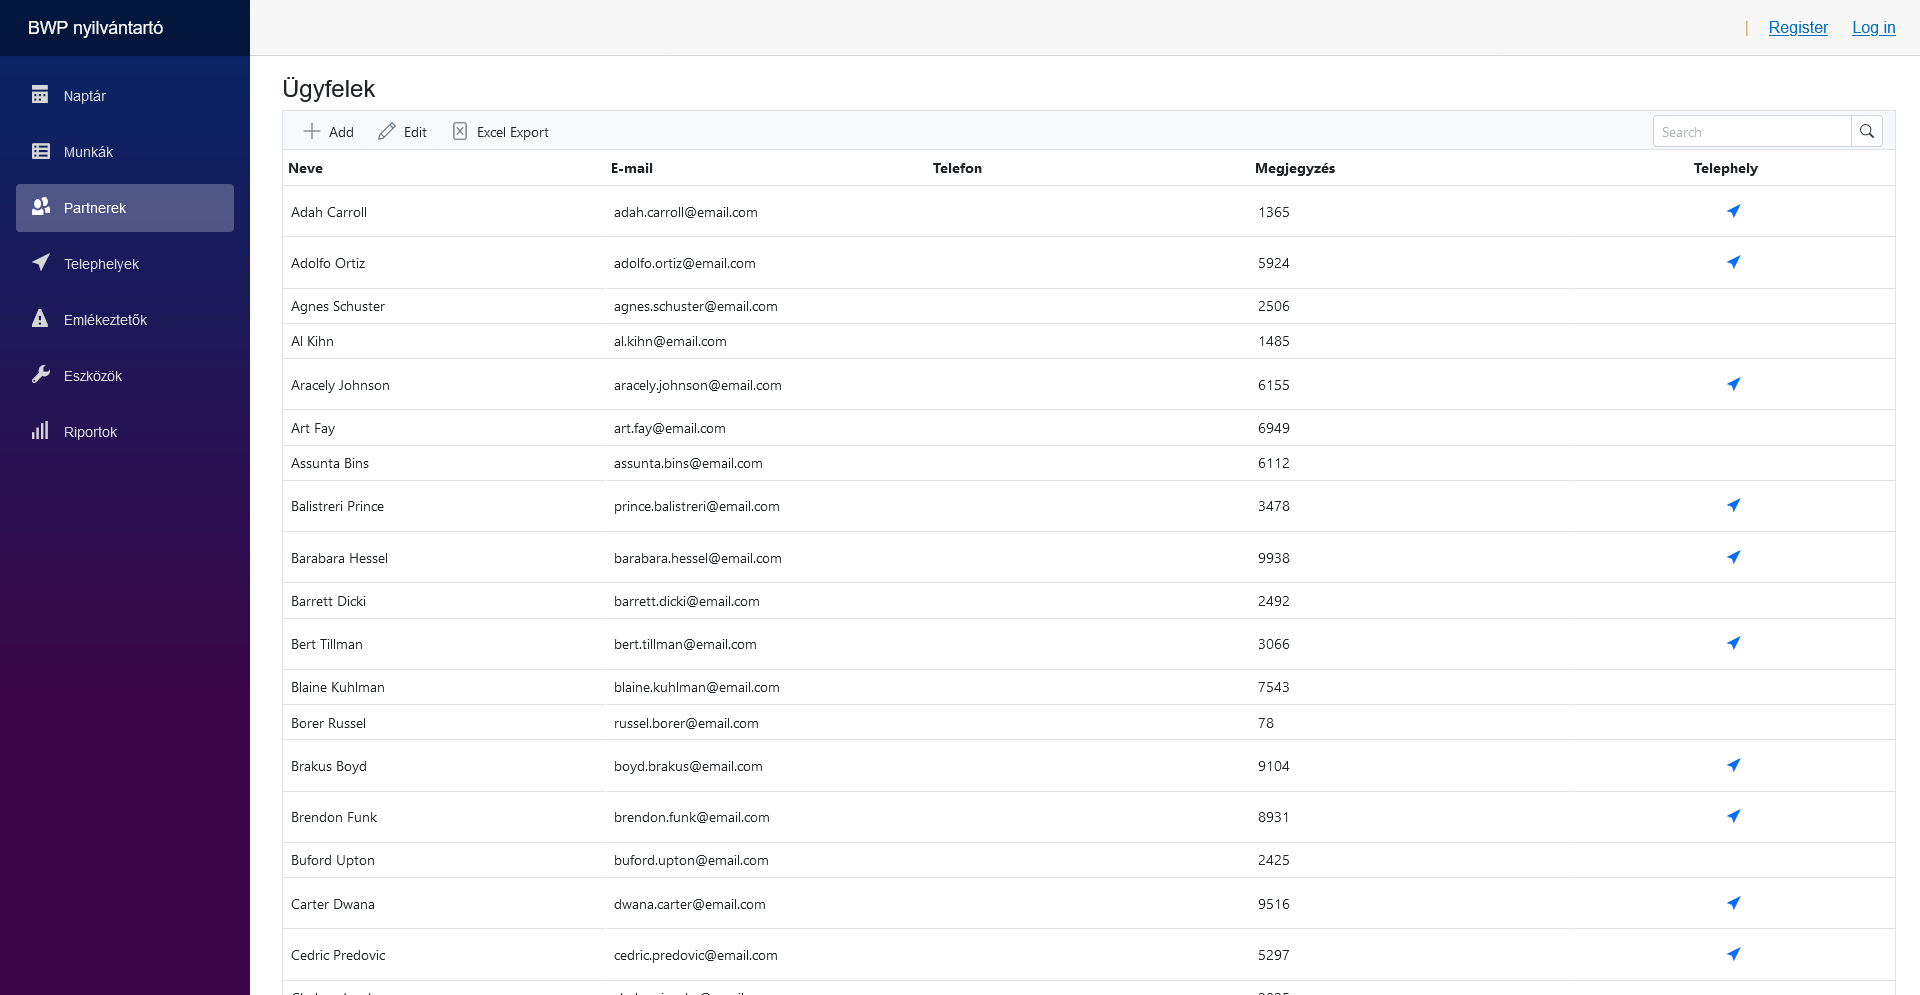 BWP nyilvántartó
| Register Log in
Naptár
Munkák
Partnerek
Telephelyek
Emlékeztetők
Eszközök
Riportok
Ügyfelek
Add Edit Excel Export Search
Neve E-mail Telefon Megjegyzés Telephely
Adah Carroll adah.carroll@email.com 1365
Adolfo Ortiz adolfo.ortiz@email.com 5924
Agnes Schuster agnes.schuster@email.com 2506
Al Kihn al.kihn@email.com 1485
Aracely Johnson aracely.johnson@email.com 6155
Art Fay art.fay@email.com 6949
Assunta Bins assunta.bins@email.com 6112
Balistreri Prince prince.balistreri@email.com 3478
Barabara Hessel barabara.hessel@email.com 9938
Barrett Dicki barrett.dicki@email.com 2492
Bert Tillman bert.tillman@email.com 3066
Blaine Kuhlman blaine.kuhlman@email.com 7543
Borer Russel russel.borer@email.com 78
Brakus Boyd boyd.brakus@email.com 9104
Brendon Funk brendon.funk@email.com 8931
Buford Upton buford.upton@email.com 2425
Carter Dwana dwana.carter@email.com 9516
Cedric Predovic cedric.predovic@email.com 5297